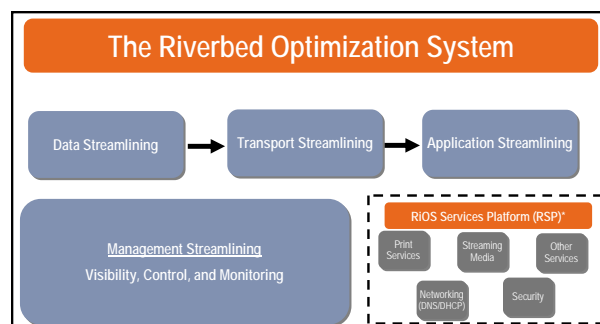 The Riverbed Optimization System
Data Streamlining
Transport Streamlining
Application Streamlining
Management Streamlining
Visibility, Control, and Monitoring
RiOS Services Platform (RSP)*
Print
Services
Streaming
Media
Other
Services
Networking
(DNS/DHCP)
Security